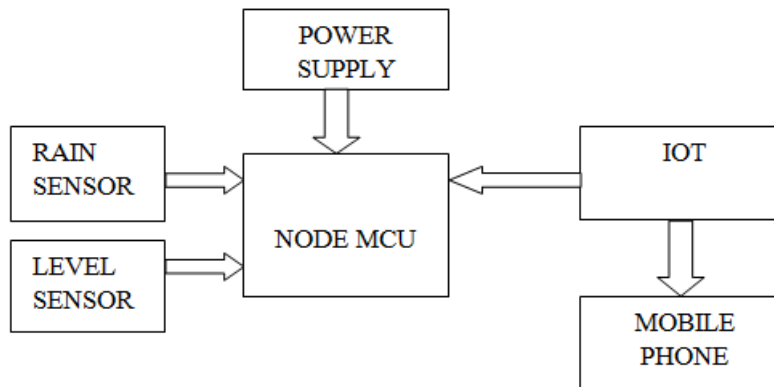 POWER
SUPPLY
RAIN
SENSOR
IOT
NODE MCU
LEVEL
SENSOR
MOBILE
PHONE